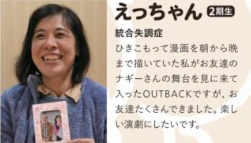 えっちゃん 2期生
統合失調症
ひきこもって漫画を朝から晩
まで描いていた私がお友達の
ナギーさんの舞台を見に来て
入ったOUTBACKですが、お
友達たくさんできました。楽し
い演劇にしたいです。